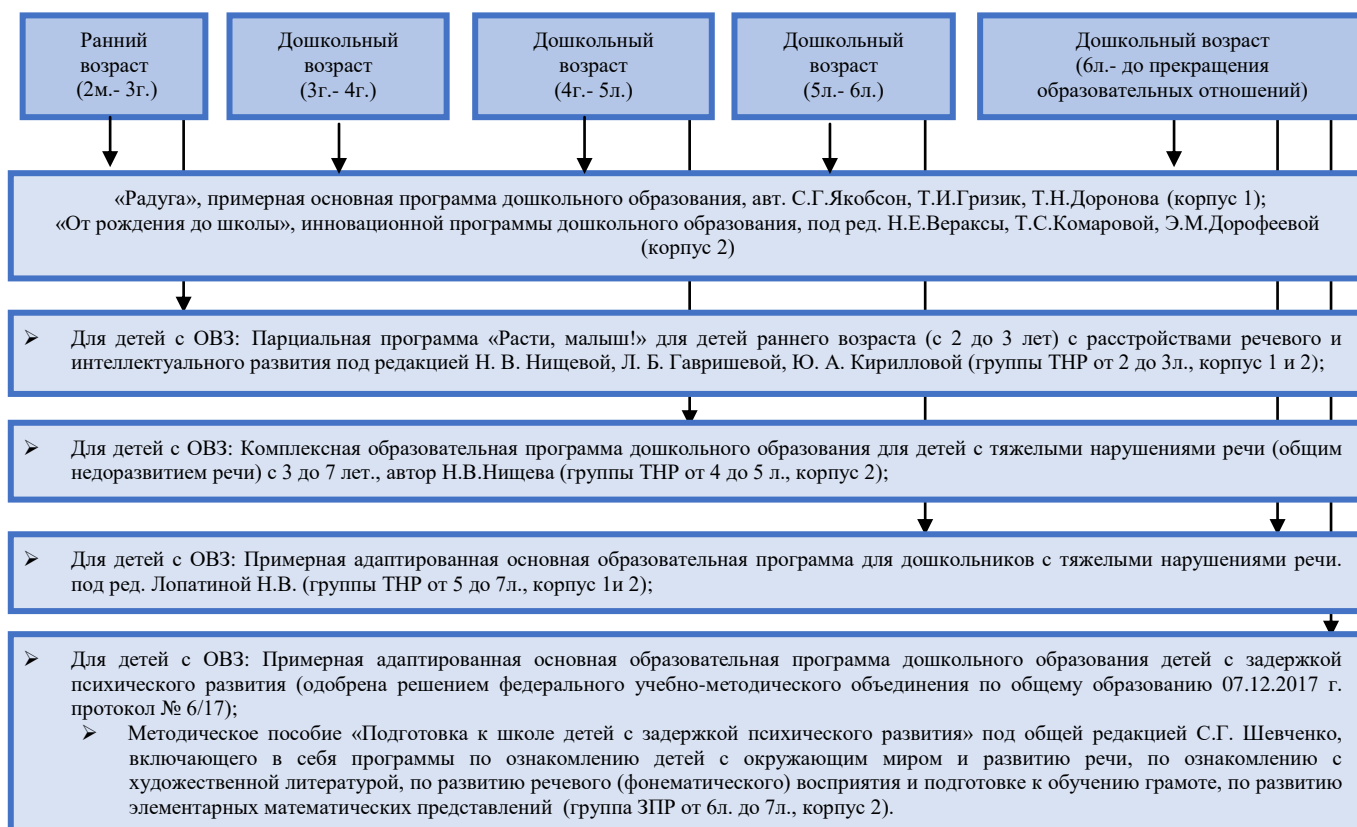 Ранний
возраст
(2м.- 3г.)
Дошкольный
возраст
(3г.- 4г.)
Дошкольный
возраст
(4г.- 5л.)
Дошкольный
возраст
(5л.- 6л.)
Дошкольный возраст
(6л.- до прекращения
образовательных отношений)
«Радуга», примерная основная программа дошкольного образования, авт. С.Г.Якобсон, Т.И.Гризик, Т.Н.Доронова (корпус 1);
«От рождения до школы», инновационной программы дошкольного образования, под ред. Н.Е.Вераксы, Т.С.Комаровой, Э.М.Дорофеевой
(корпус 2)
➢ Для детей с ОВЗ: Парциальная программа «Расти, малыш!» для детей раннего возраста (с 2 до 3 лет) с расстройствами речевого и
интеллектуального развития под редакцией Н. В. Нищевой, Л. Б. Гавришевой, Ю. А. Кирилловой (группы ТНР от 2 до 3л., корпус 1 и 2);
➢ Для детей с ОВЗ: Комплексная образовательная программа дошкольного образования для детей с тяжелыми нарушениями речи (общим
недоразвитием речи) с 3 до 7 лет., автор Н.В.Нищева (группы ТНР от 4 до 5 л., корпус 2);
➢ Для детей с ОВЗ: Примерная адаптированная основная образовательная программа для дошкольников с тяжелыми нарушениями речи.
под ред. Лопатиной Н.В. (группы ТНР от 5 до 7л., корпус 1и 2);
➢ Для детей с ОВЗ: Примерная адаптированная основная образовательная программа дошкольного образования детей с задержкой
психического развития (одобрена решением федерального учебно-методического объединения по общему образованию 07.12.2017 г.
протокол № 6/17);
➢ Методическое пособие «Подготовка к школе детей с задержкой психического развития» под общей редакцией С.Г. Шевченко,
включающего в себя программы по ознакомлению детей с окружающим миром и развитию речи, по ознакомлению с
художественной литературой, по развитию речевого (фонематического) восприятия и подготовке к обучению грамоте, по развитию
элементарных математических представлений (группа ЗПР от 6л. до 7л., корпус 2).